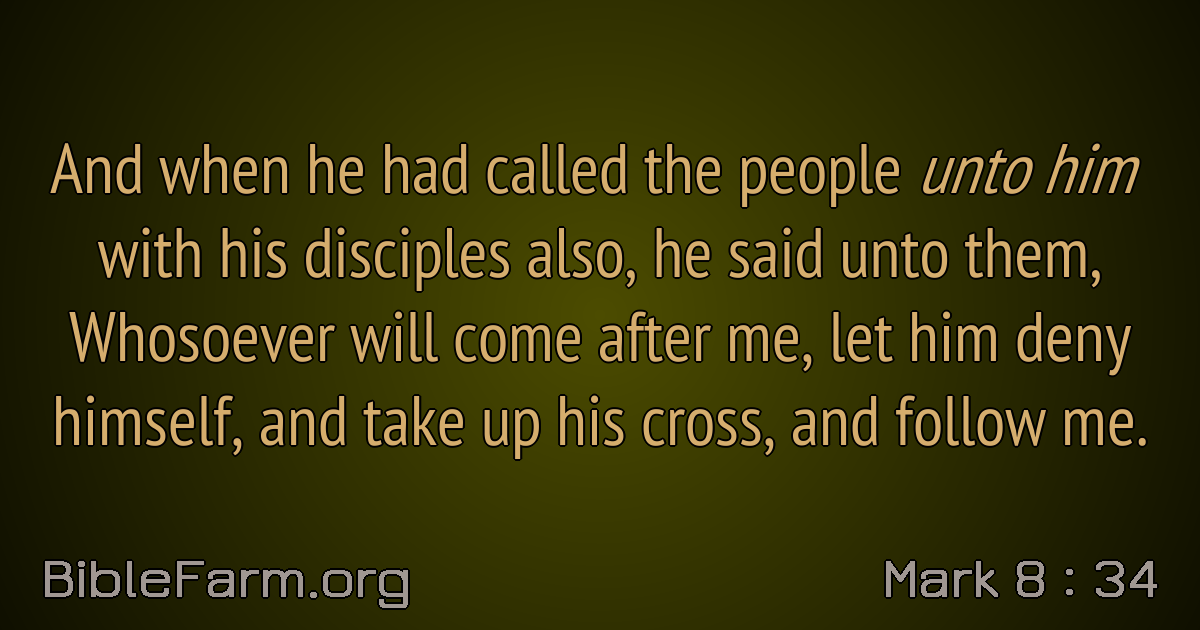 And when he had called the people unto him
with his disciples also, he said unto them,
Whosoever will come after me, let him deny
himself, and take up his cross, and follow me.
BibleFarm.org
Mark 8 : 34